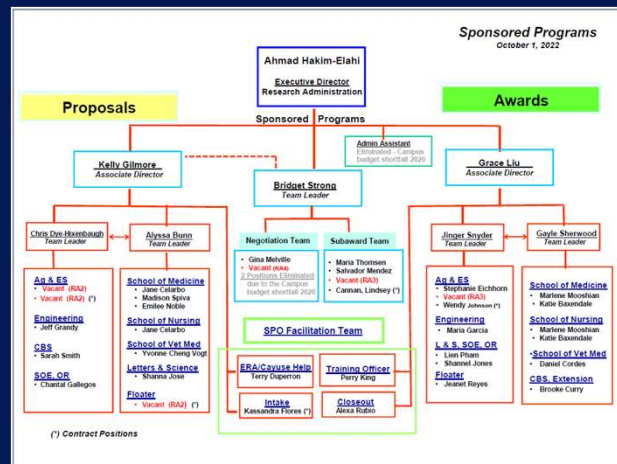 Sponsored Programs
October 1, 2022
Ahmad Hakim-Elahi
Executive Director
Research Administration
Proposals
Awards
Sponsored Programs
Admin Assistant
Eliminated - Campus
budget shortfall 2020
Kelly Gilmore
Associate Director
Bridget Strong
Team Leader
Grace Liu
Associate Director
Chris Dye-Hixenbaugh
Team Leader
Alyssa Bunn
Team Leader
Negotiation Team
Subaward Team
Jinger Snyder
Team Leader
Gayle Sherwood
Team Leader
Ag & ES
• Vacant (RA2)
• Vacant (RA2) (*)
Engineering
• Jeff Grandy
CBS
• Sarah Smith
SOE, OR
• Chantal Gallegos
School of Medicine
• Jane Celarbo
• Madison Spiva
• Emilee Noble
School of Nursing
• Jane Celarbo
School of Vet Med
• Yvonne Cheng Vogt
Letters & Science
• Shanna Jose
Floater
• Vacant (RA2) (*)
• Gina Melville
• Vacant (RA4)
2 Positions Eliminated
due to the Campus
budget shortfall 2020
• Maria Thomsen
• Salvador Mendez
• Vacant (RA3)
• Cannan, Lindsey (*)
SPO Facilitation Team
ERA/Cayuse Help
Terry Duperron
Training Officer
Perry King
Intake
Kassandra Flores (*)
Closeout
Alexa Rubio
Ag & ES
• Stephanie Eichhorn
• Vacant (RA3)
• Wendy Johnson (*)
Engineering
• Maria Garcia
L & S, SOE, OR
• Lien Pham
• Shannel Jones
Floater
• Jeanet Reyes
School of Medicine
• Marlene Mooshian
• Katie Baxendale
School of Nursing
• Marlene Mooshian
• Katie Baxendale
•School of Vet Med
• Daniel Cordes
CBS, Extension
• Brooke Curry
(*) Contract Positions